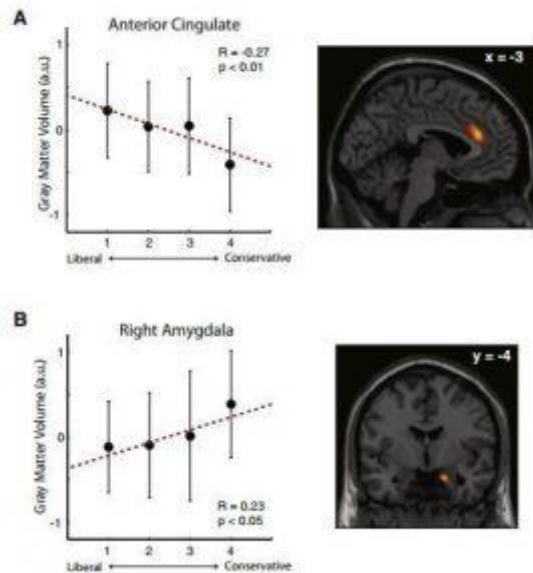 A
Anterior Cingulate
R = -0.27
p < 0.01
Gray Matter Volume (a.u.)
1
0
-1
1 2 3 4
Liberal Conservative
x = -3
B
Right Amygdala
Gray Matter Volume (a.u.)
1
0
-1
R = 0.23
p < 0.05
1 2 3 4
Liberal Conservative
y = -4